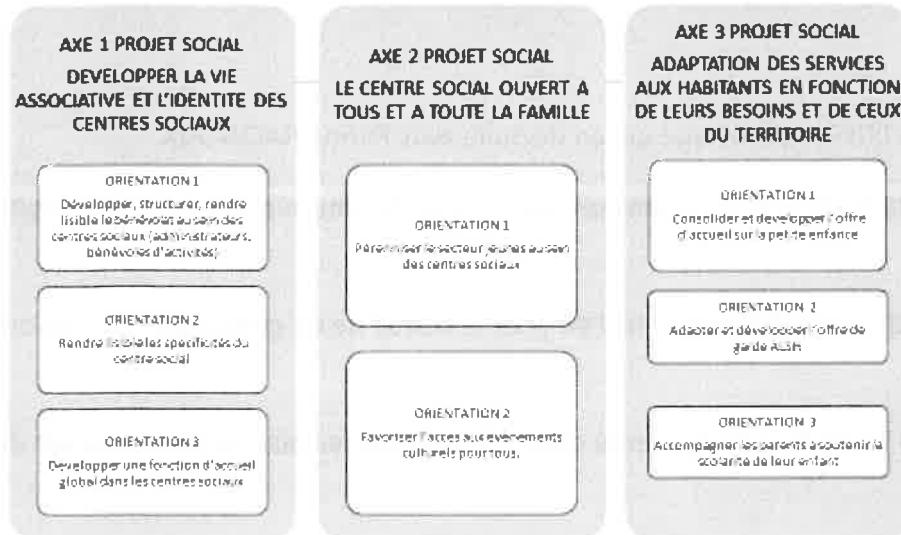 AXE 1 PROJET SOCIAL
DEVELOPPER LA VIE
ASSOCIATIVE ET L'IDENTITE DES
CENTRES SOCIAUX
ORIENTATION 1
Développer, structurer, rendre
lisible le bénévolat au sein des
centres sociaux (administrateurs,
bénévoles d'activités)
ORIENTATION 2
Rendre lisible les spécificités du
centre social
ORIENTATION 3
Développer une fonction d'accueil
global dans les centres sociaux
AXE 2 PROJET SOCIAL
LE CENTRE SOCIAL OUVERT A
TOUS ET A TOUTE LA FAMILLE
ORIENTATION 1
Pérenniser le secteur jeunes au sein
des centres sociaux
ORIENTATION 2
Favoriser l'accès aux évènements
culturels pour tous.
AXE 3 PROJET SOCIAL
ADAPTATION DES SERVICES
AUX HABITANTS EN FONCTION
DE LEURS BESOINS ET DE CEUX
DU TERRITOIRE
ORIENTATION 1
Consolider et développer l'offre
d'accueil sur la petite enfance
ORIENTATION 2
Adapter et développer l'offre de
garde ALSH
ORIENTATION 3
Accompagner les parents à soutenir la
scolarité de leur enfant